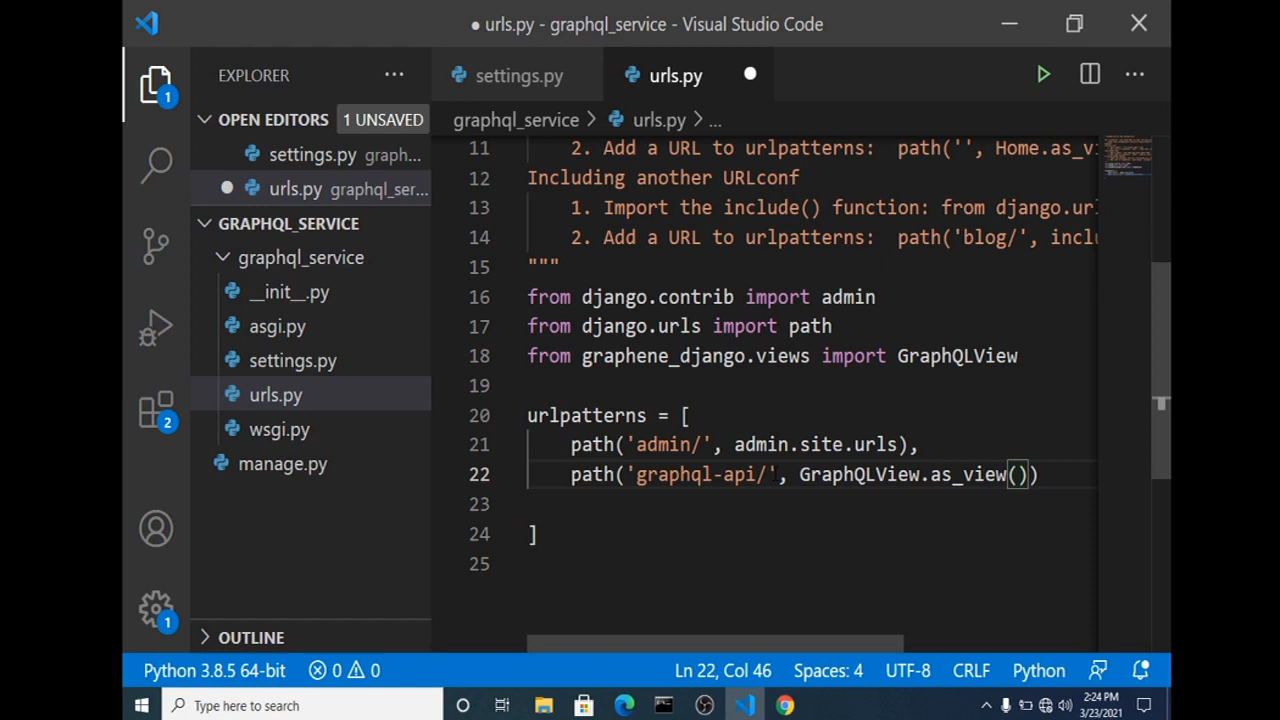 ● urls.py - graphql_service - Visual Studio Code
EXPLORER
OPEN EDITORS 1 UNSAVED
settings.py graph...
urls.py graphql_ser...
GRAPHQL_SERVICE
graphql_service
__init__.py
asgi.py
settings.py
urls.py
wsgi.py
manage.py
OUTLINE
1
2
1
settings.py urls.py
graphql_service > urls.py > ...
11 2. Add a URL to urlpatterns:  path('', Home.as_vi
12 Including another URLconf
13 1. Import the include() function: from django.url
14 2. Add a URL to urlpatterns:  path('blog/', inclu
15 """
16 from django.contrib import admin
17 from django.urls import path
18 from graphene_django.views import GraphQLView
19
20 urlpatterns = [
21 path('admin/', admin.site.urls),
22 path('graphql-api/', GraphQLView.as_view())
23
24 ]
25
Python 3.8.5 64-bit 0 0 Ln 22, Col 46 Spaces: 4 UTF-8 CRLF Python
Type here to search
2:24 PM
3/23/2021